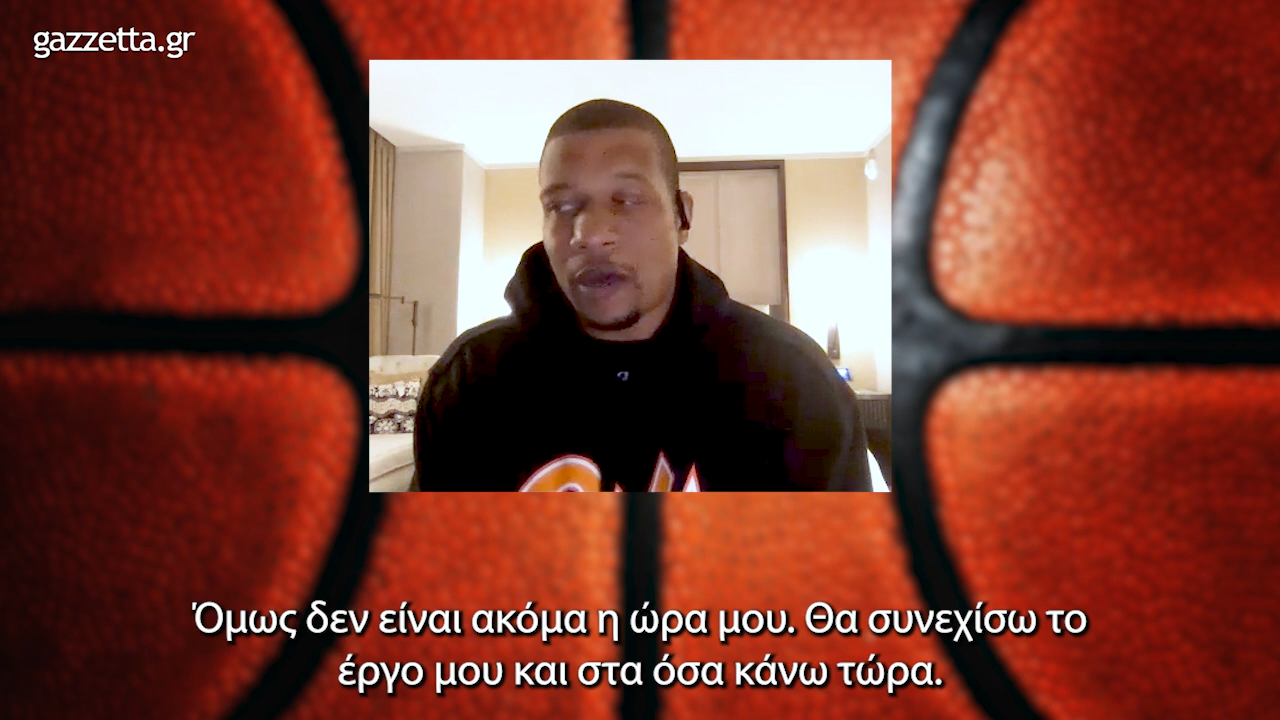 gazzetta.gr
Όμως δεν είναι ακόμα η ώρα μου. Θα συνεχίσω το
έργο μου και στα όσα κάνω τώρα.